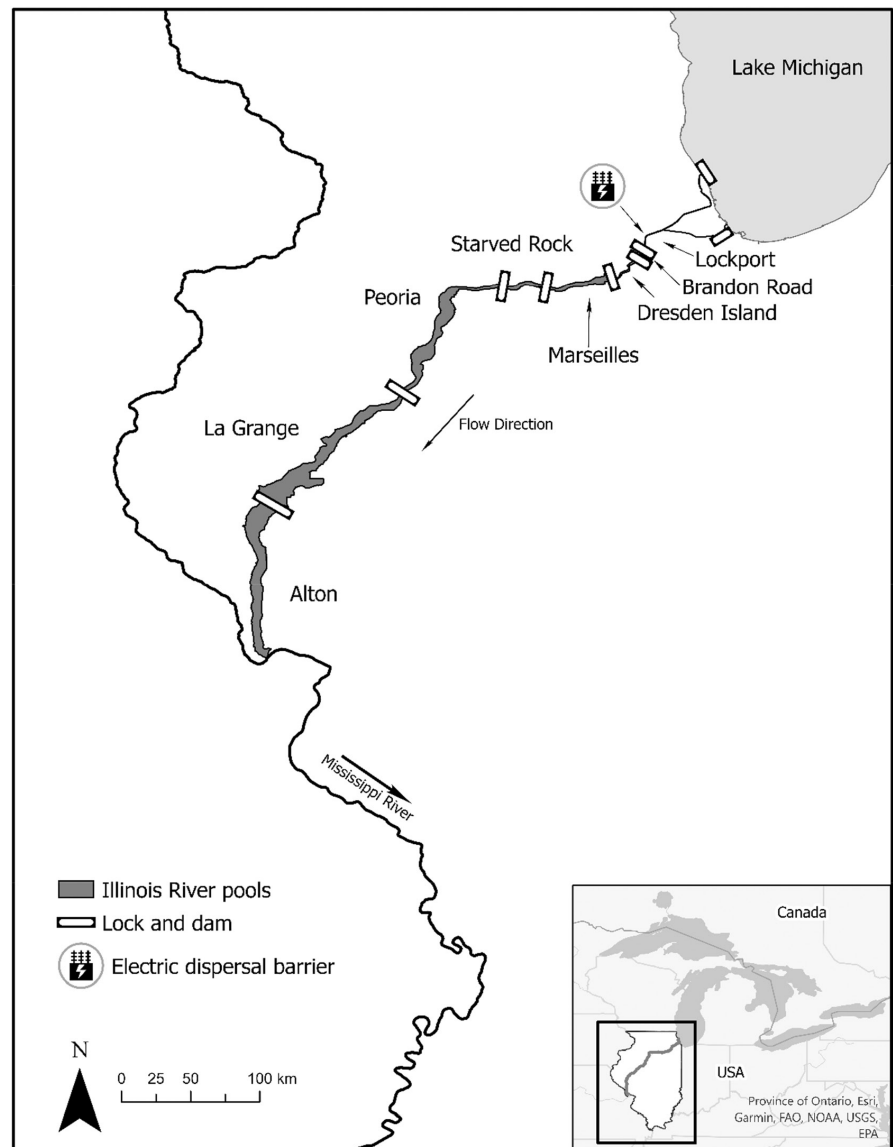 Lake Michigan
Starved Rock
Lockport
Peoria
Brandon Road
Dresden Island
Marseilles
La Grange
Flow Direction
Alton
Mississippi River
Illinois River pools
Lock and dam
Electric dispersal barrier
N
0 25 50 100 km
Canada
USA
Province of Ontario, Esri,
Garmin, FAO, NOAA, USGS,
EPA